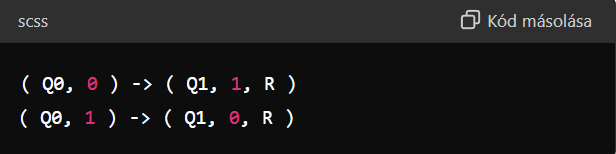 scss
Kód másolása
( Q0, 0 ) -> ( Q1, 1, R )
( Q0, 1 ) -> ( Q1, 0, R )